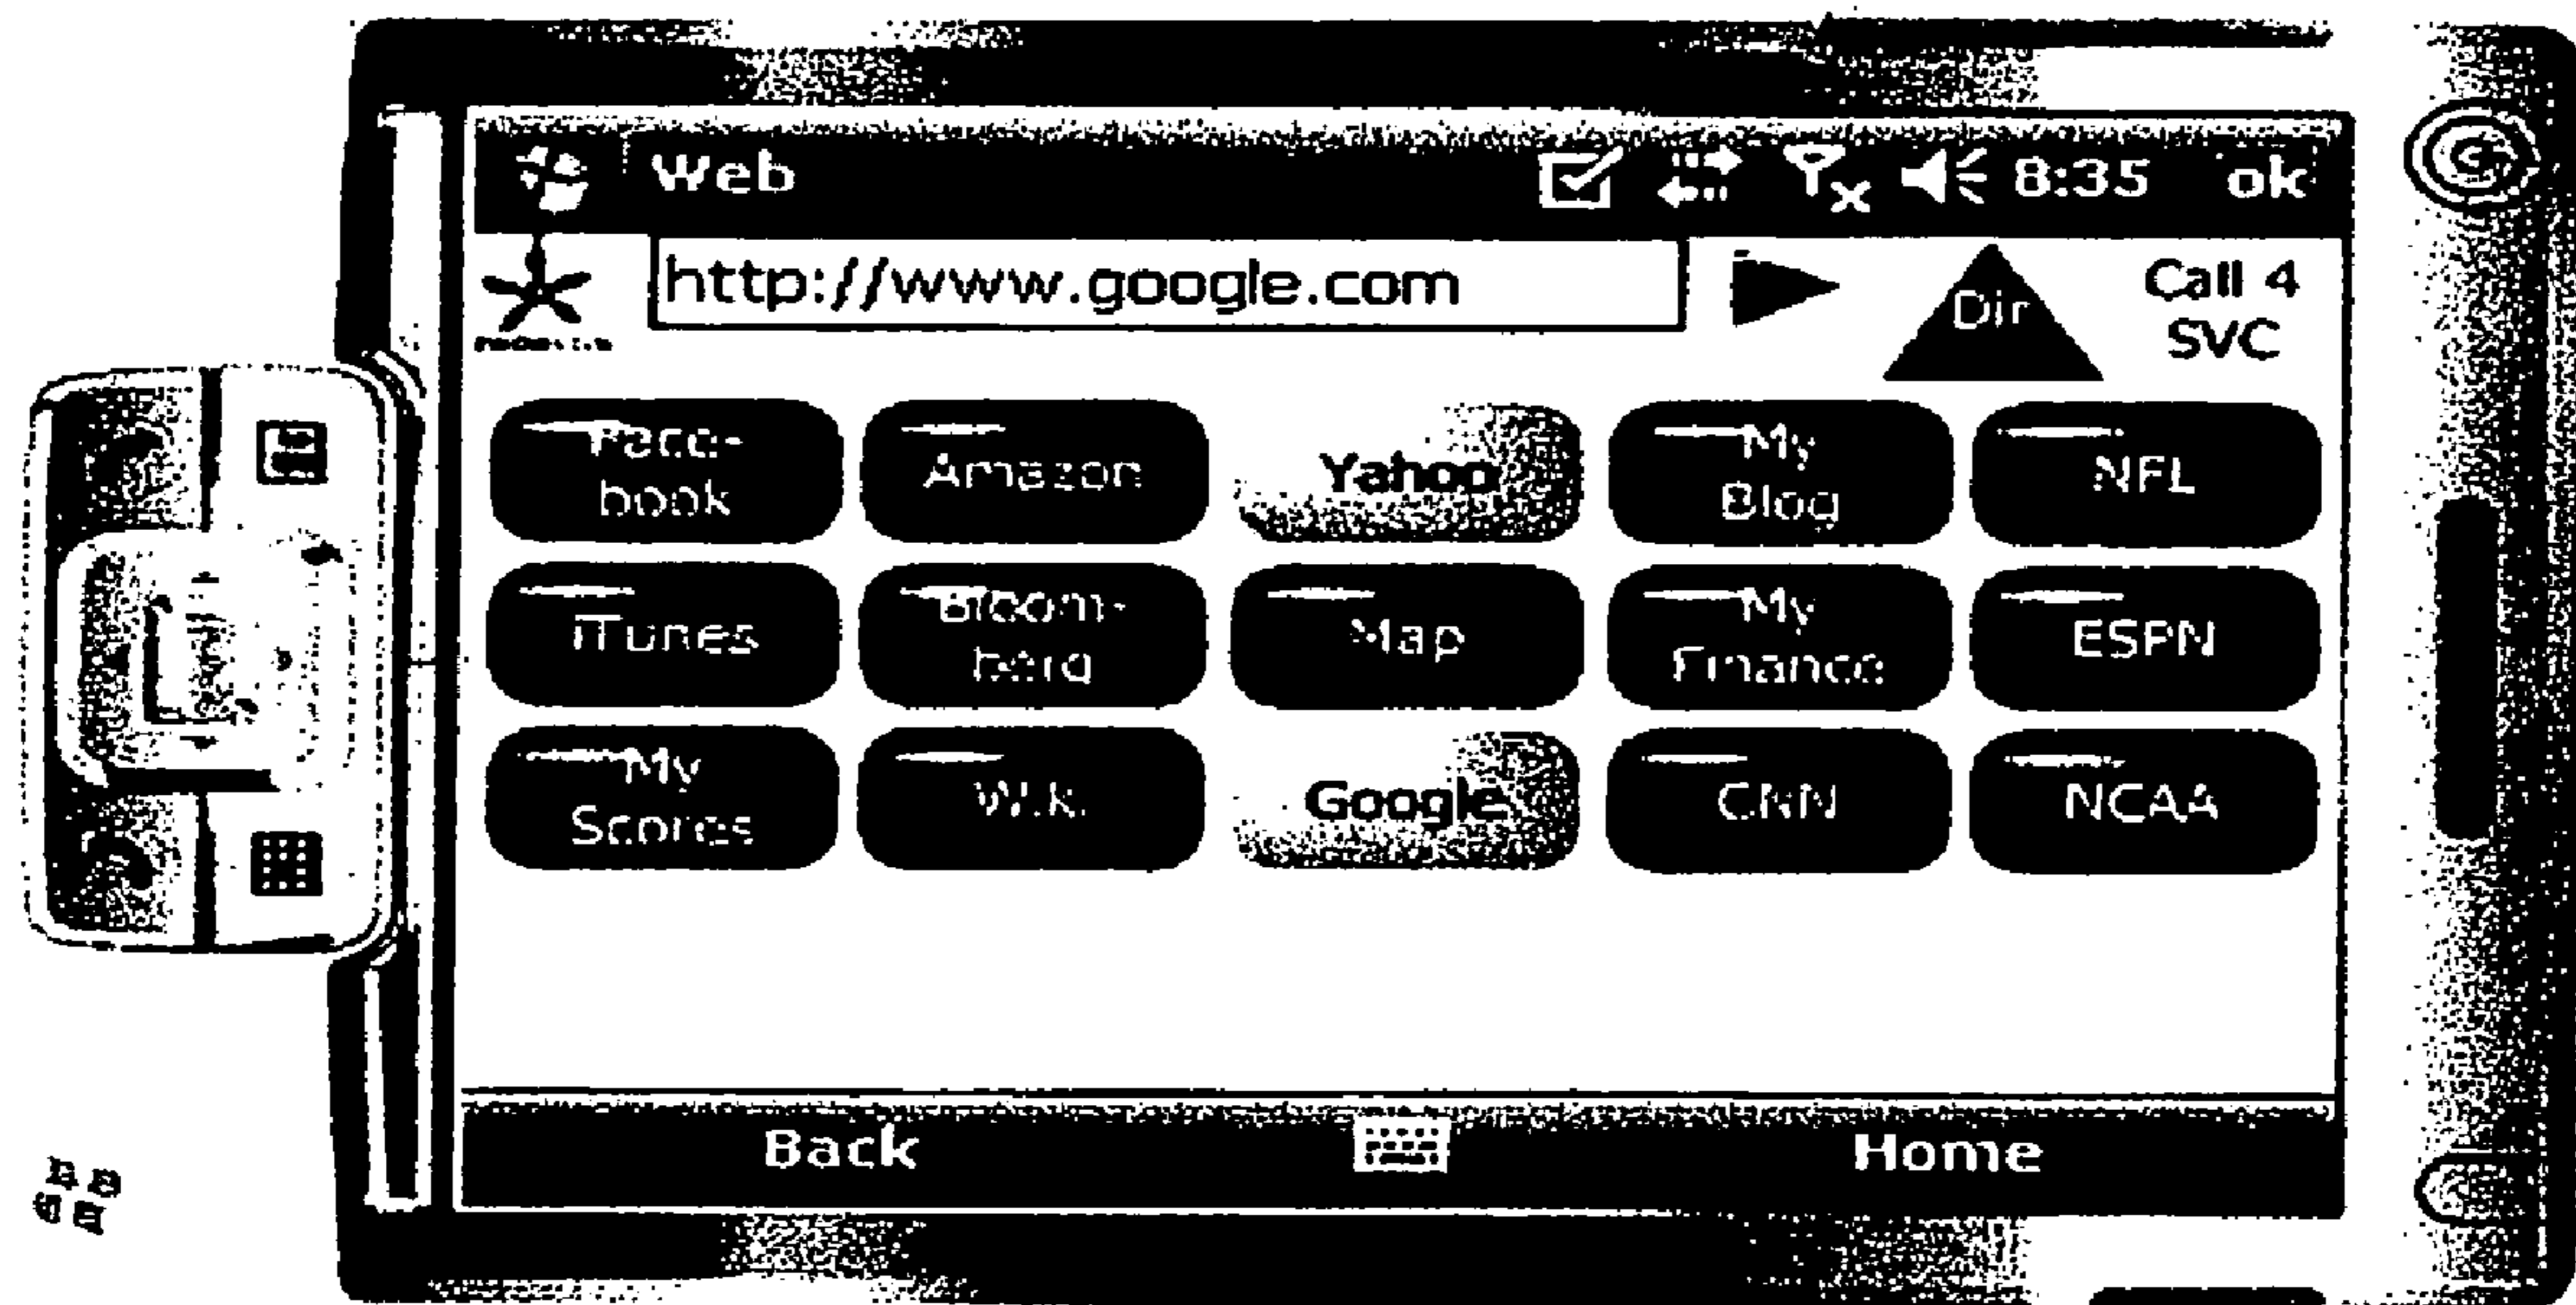 Web 8:35 ok
http://www.google.com Dir Call 4
SVC
Face-
book
Amazon
Yahoo
My
Blog
NFL
iTunes
Bloom-
berg
Map
My
Finance
ESPN
My
Scores
Google
CNN
NCAA
Back Home